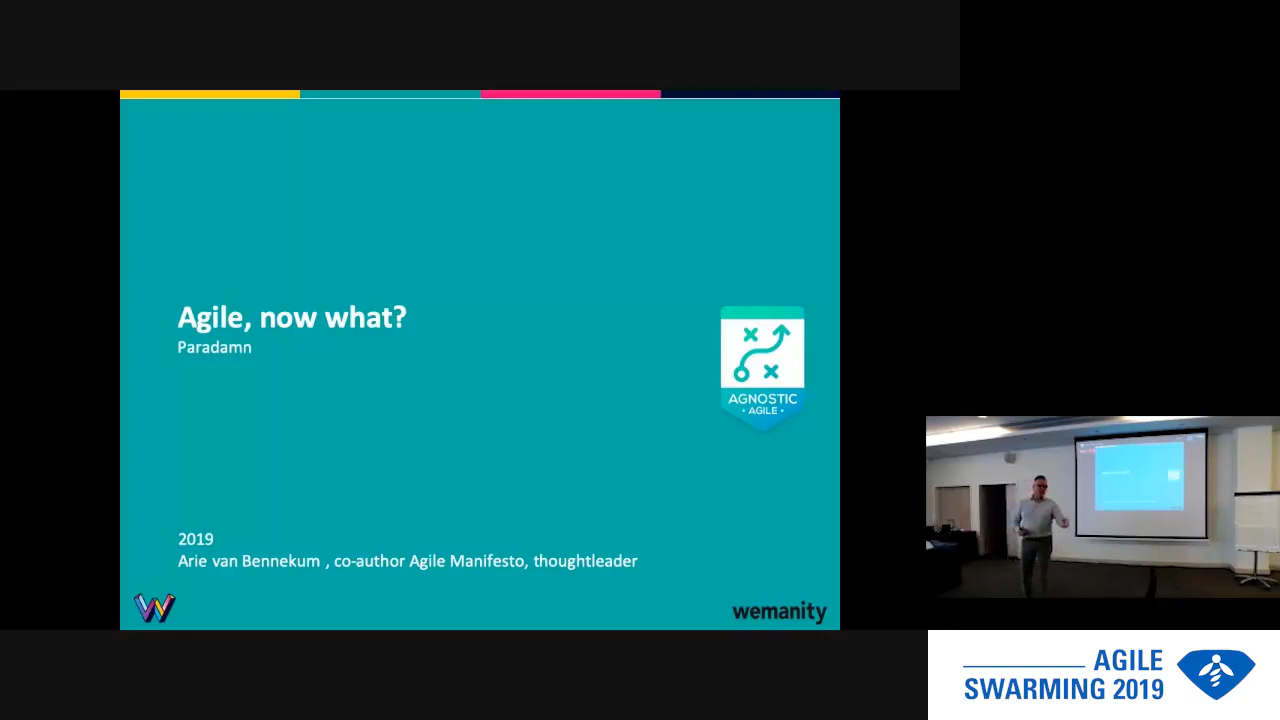 Agile, now what?
Paradamn
AGNOSTIC
• AGILE •
2019
Arie van Bennekum , co-author Agile Manifesto, thoughtleader
wemanity
AGILE
SWARMING 2019